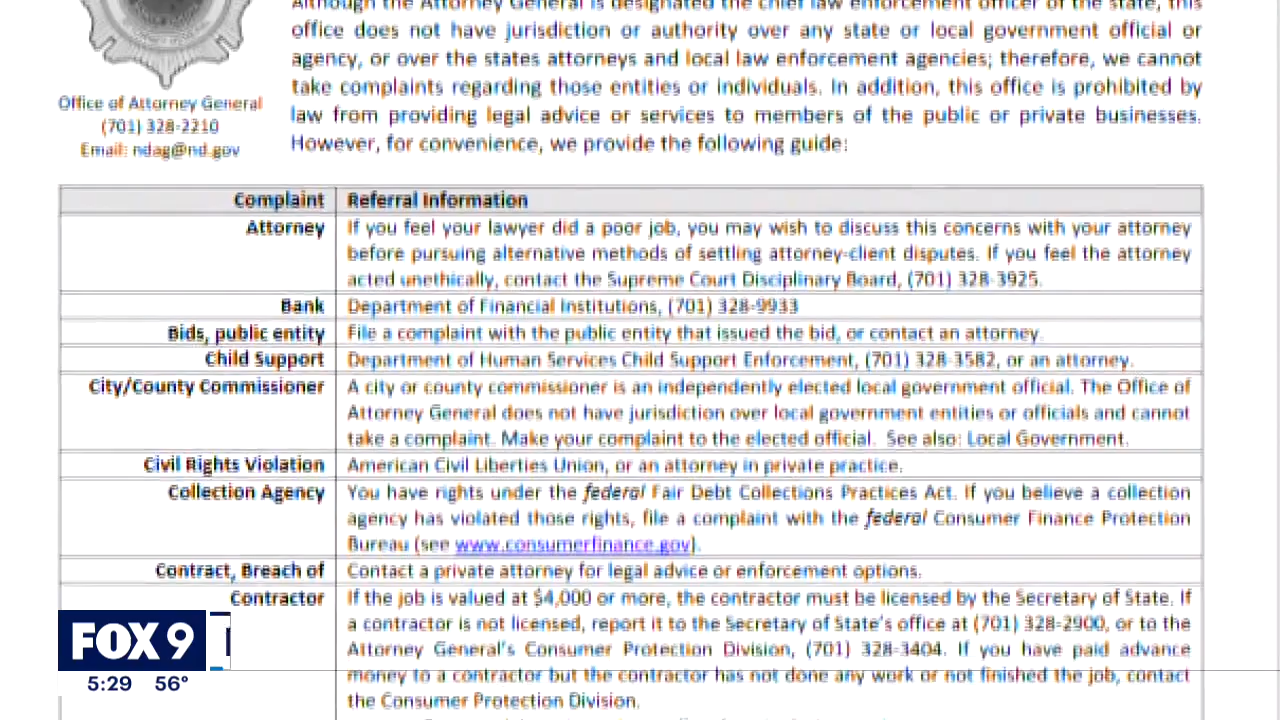 Although the Attorney General is designated the chief law enforcement officer of the state, this
office does not have jurisdiction or authority over any state or local government official or
agency, or over the states attorneys and local law enforcement agencies; therefore, we cannot
take complaints regarding those entities or individuals. In addition, this office is prohibited by
law from providing legal advice or services to members of the public or private businesses.
However, for convenience, we provide the following guide:
Office of Attorney General
(701) 328-2210
Email: ndag@nd.gov
Complaint Referral Information
Attorney If you feel your lawyer did a poor job, you may wish to discuss this concerns with your attorney
before pursuing alternative methods of settling attorney-client disputes. If you feel the attorney
acted unethically, contact the Supreme Court Disciplinary Board, (701) 328-3925.
Bank Department of Financial Institutions, (701) 328-9933
Bids, public entity File a complaint with the public entity that issued the bid, or contact an attorney.
Child Support Department of Human Services Child Support Enforcement, (701) 328-3582, or an attorney.
City/County Commissioner A city or county commissioner is an independently elected local government official. The Office of
Attorney General does not have jurisdiction over local government entities or officials and cannot
take a complaint. Make your complaint to the elected official. See also: Local Government.
Civil Rights Violation American Civil Liberties Union, or an attorney in private practice.
Collection Agency You have rights under the federal Fair Debt Collections Practices Act. If you believe a collection
agency has violated those rights, file a complaint with the federal Consumer Finance Protection
Bureau (see www.consumerfinance.gov).
Contract, Breach of Contact a private attorney for legal advice or enforcement options.
Contractor If the job is valued at $4,000 or more, the contractor must be licensed by the Secretary of State. If
a contractor is not licensed, report it to the Secretary of State's office at (701) 328-2900, or to the
Attorney General's Consumer Protection Division, (701) 328-3404. If you have paid advance
money to a contractor but the contractor has not done any work or not finished the job, contact
the Consumer Protection Division.
FOX 9
5:29 56°